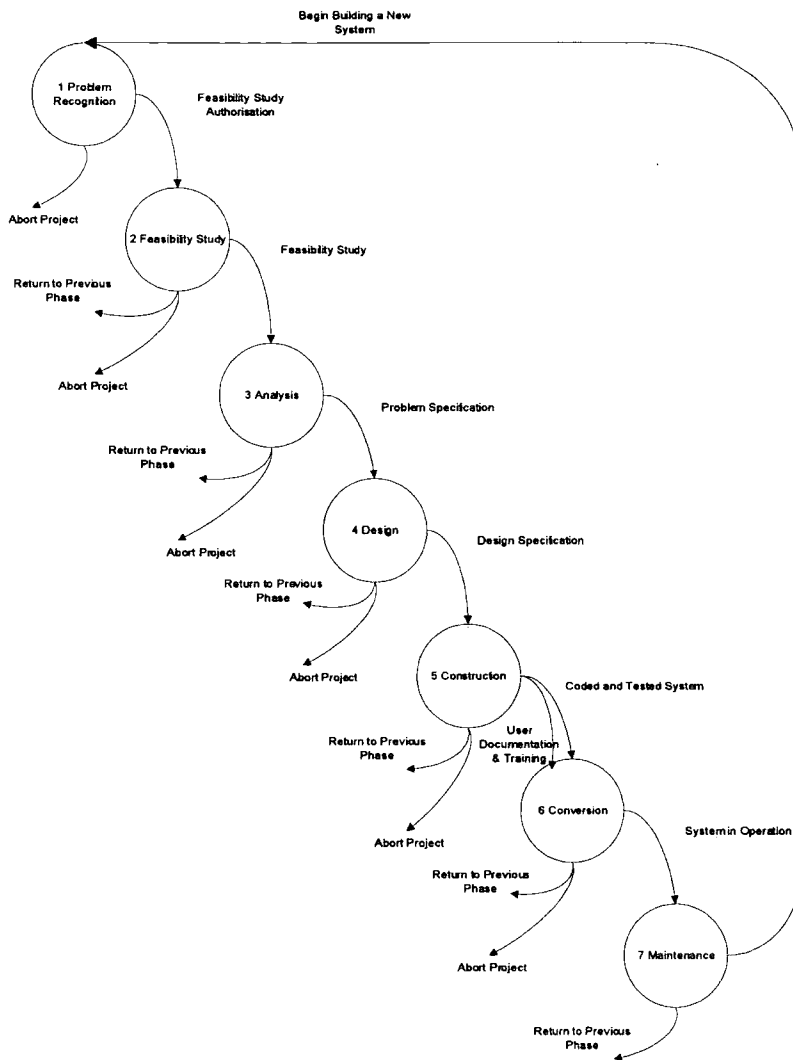 Begin Building a New
System
1 Problem
Recognition
Feasibility Study
Authorisation
Abort Project
2 Feasibility Study
Feasibility Study
Return to Previous
Phase
Abort Project
3 Analysis
Problem Specification
Return to Previous
Phase
Abort Project
4 Design
Design Specification
Return to Previous
Phase
Abort Project
5 Construction
Coded and Tested System
User
Documentation
& Training
Return to Previous
Phase
Abort Project
6 Conversion
System in Operation
Return to Previous
Phase
Abort Project
7 Maintenance
Return to Previous
Phase